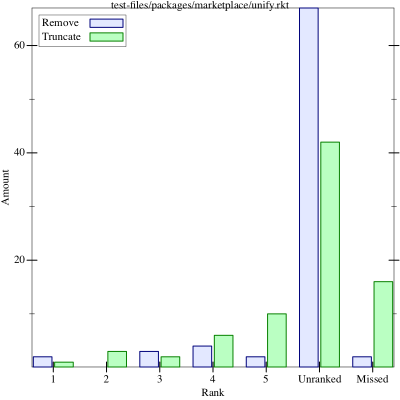 test-files/packages/marketplace/unify.rkt
Remove
Truncate
60
40
20
Amount
1 2 3 4 5 Unranked Missed
Rank